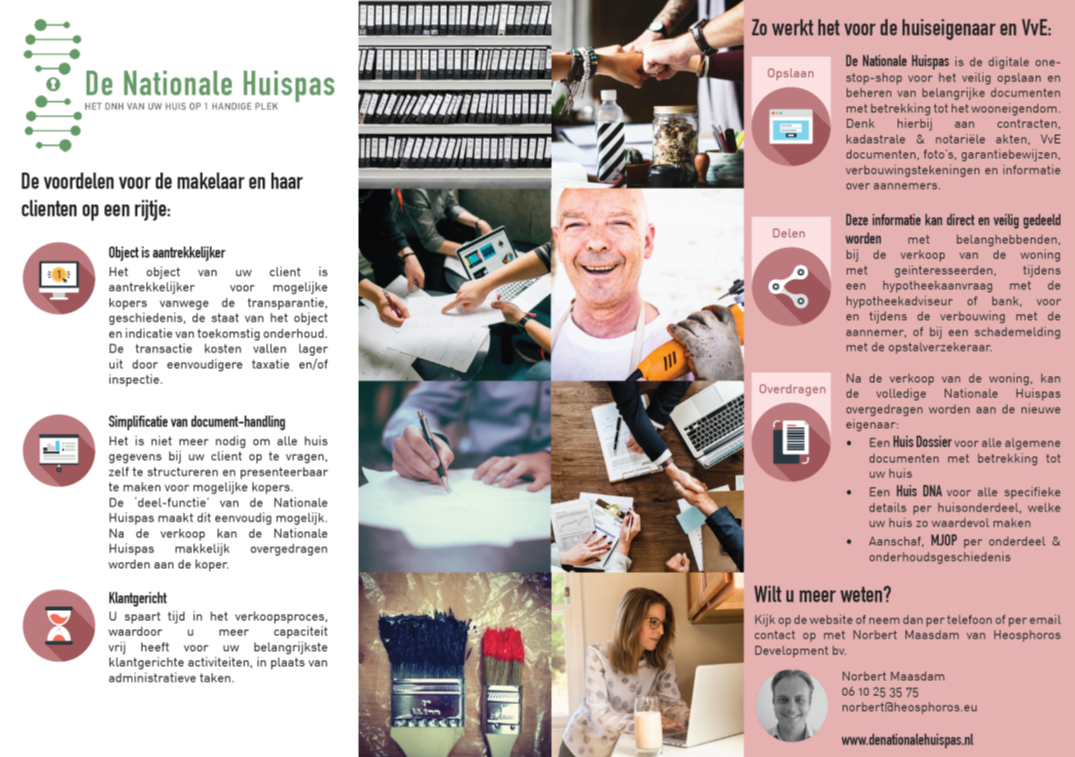 De Nationale Huispas
HET DNH VAN UW HUIS OP 1 HANDIGE PLEK
De voordelen voor de makelaar en haar
clienten op een rijtje:
1
Object is aantrekkelijker
Het object van uw client is
aantrekkelijker voor mogelijke
kopers vanwege de transparantie,
geschiedenis, de staat van het object
en indicatie van toekomstig onderhoud.
De transactie kosten vallen lager
uit door eenvoudigere taxatie en/of
inspectie.
Simplificatie van document-handling
Het is niet meer nodig om alle huis
gegevens bij uw client op te vragen,
zelf te structureren en presenteerbaar
te maken voor mogelijke kopers.
De 'deel-functie' van de Nationale
Huispas maakt dit eenvoudig mogelijk.
Na de verkoop kan de Nationale
Huispas makkelijk overgedragen
worden aan de koper.
Klantgericht
U spaart tijd in het verkoopsproces,
waardoor u meer capaciteit
vrij heeft voor uw belangrijkste
klantgerichte activiteiten, in plaats van
administratieve taken.
Zo werkt het voor de huiseigenaar en VvE:
Opslaan
De Nationale Huispas is de digitale one-
stop-shop voor het veilig opslaan en
beheren van belangrijke documenten
met betrekking tot het wooneigendom.
Denk hierbij aan contracten,
kadastrale & notariële akten, VvE
documenten, foto's, garantiebewijzen,
verbouwingstekeningen en informatie
over aannemers.
Delen
Deze informatie kan direct en veilig gedeeld
worden met belanghebbenden,
bij de verkoop van de woning
met geïnteresseerden, tijdens
een hypotheekaanvraag met de
hypotheekadviseur of bank, voor
en tijdens de verbouwing met de
aannemer, of bij een schademelding
met de opstalverzekeraar.
Overdragen
Na de verkoop van de woning, kan
de volledige Nationale Huispas
overgedragen worden aan de nieuwe
eigenaar:
• Een Huis Dossier voor alle algemene
documenten met betrekking tot
uw huis
• Een Huis DNA voor alle specifieke
details per huisonderdeel, welke
uw huis zo waardevol maken
• Aanschaf, MJOP per onderdeel &
onderhoudsgeschiedenis
Wilt u meer weten?
Kijk op de website of neem dan per telefoon of per email
contact op met Norbert Maasdam van Heosphoros
Development bv.
Norbert Maasdam
06 10 25 35 75
norbert@heosphoros.eu
www.denationalehuispas.nl